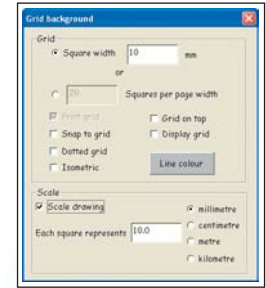 Grid background
Grid
Square width 10 mm
or
20 Squares per page width
Print grid Grid on top
Snap to grid Display grid
Dotted grid
Isometric Line colour
Scale
Scale drawing millimetre
centimetre
Each square represents 10.0
metre
kilometre